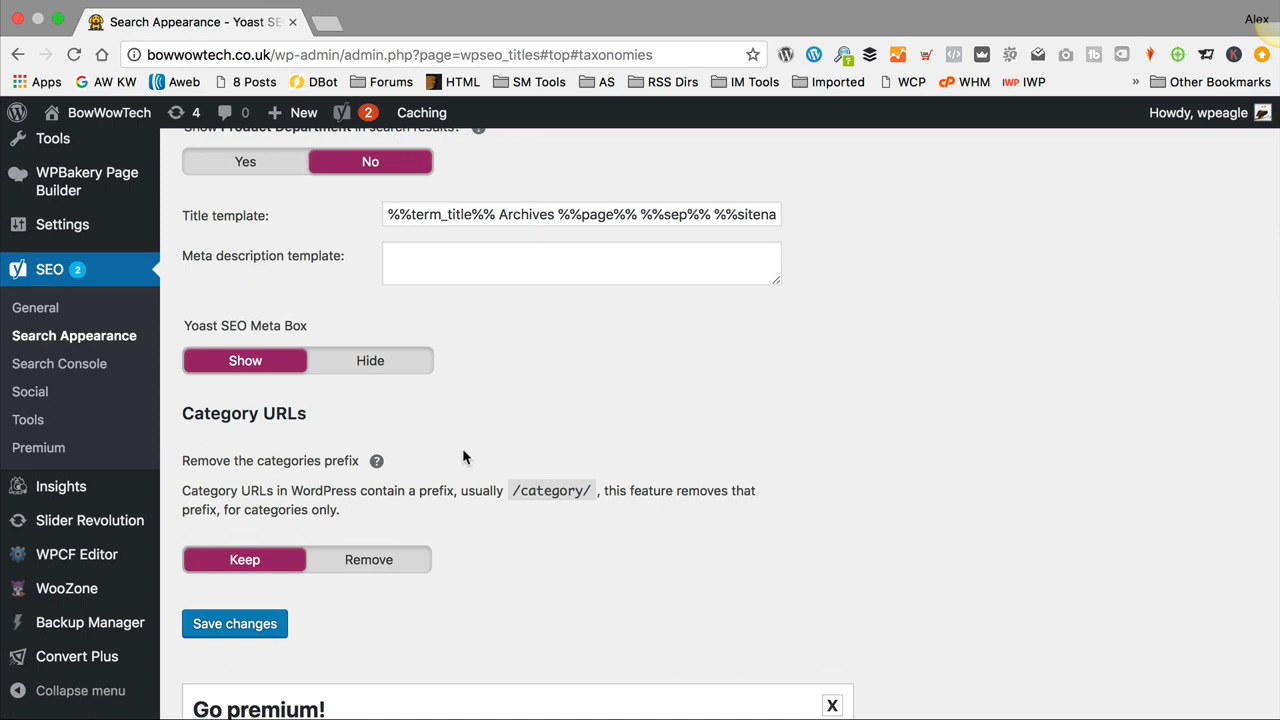 Alex
Search Appearance - Yoast SE
bowwowtech.co.uk/wp-admin/admin.php?page=wpseo_titles#top#taxonomies
Apps AW KW Aweb 8 Posts DBot Forums HTML SM Tools AS RSS Dirs IM Tools Imported WCP WHM IWP » Other Bookmarks
BowWowTech 4 0 + New 2 Caching Howdy, wpeagle
Tools
WPBakery Page
Builder
Settings
SEO 2
General
Search Appearance
Search Console
Social
Tools
Premium
Insights
Slider Revolution
WPCF Editor
WooZone
Backup Manager
Convert Plus
Collapse menu
Show Product Department in search results?
Yes No
Title template: %%term_title%% Archives %%page%% %%sep%% %%sitena
Meta description template:
Yoast SEO Meta Box
Show Hide
Category URLs
Remove the categories prefix ?
Category URLs in WordPress contain a prefix, usually /category/ , this feature removes that
prefix, for categories only.
Keep Remove
Save changes
Go premium! X